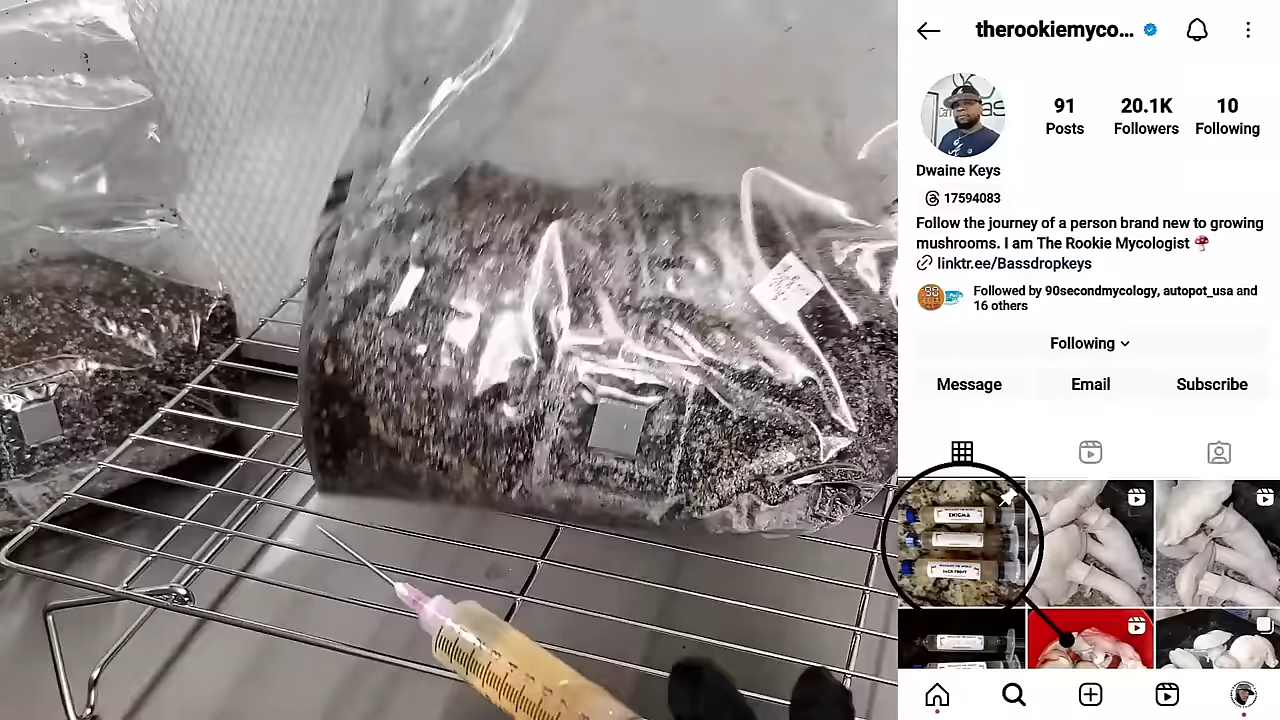 therookiemyco...
91
Posts
20.1K
Followers
10
Following
Dwaine Keys
17594083
Follow the journey of a person brand new to growing
mushrooms. I am The Rookie Mycologist
linktr.ee/Bassdropkeys
Followed by 90secondmycology, autopot_usa and
16 others
Following
Message
Email
Subscribe
ENIGMA
JACK FROST